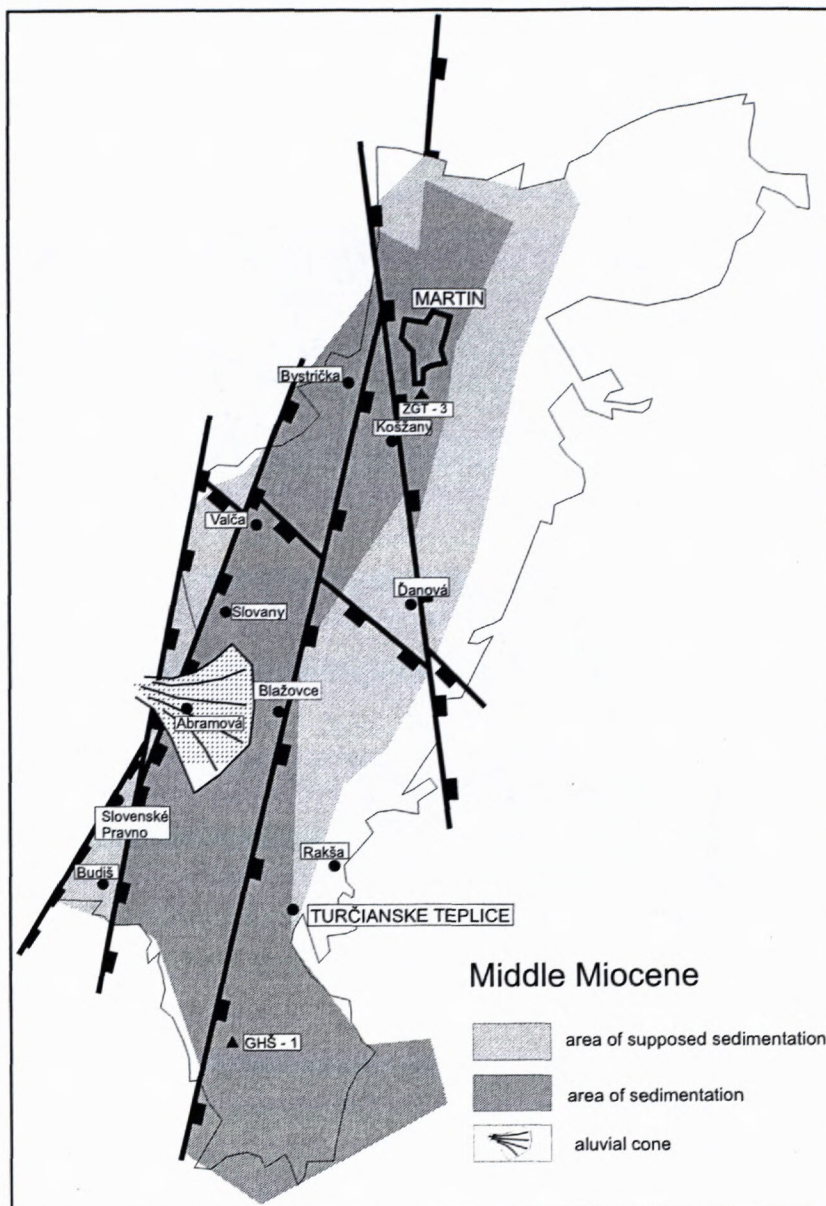 MARTIN
Bystrička
ZGT - 3
Košžany
Valča
Ďanová
Slovany
Blažovce
Abramová
Slovenské
Pravno
Rakša
Budiš
TURČIANSKE TEPLICE
Middle Miocene
GHŠ - 1
area of supposed sedimentation
area of sedimentation
aluvial cone